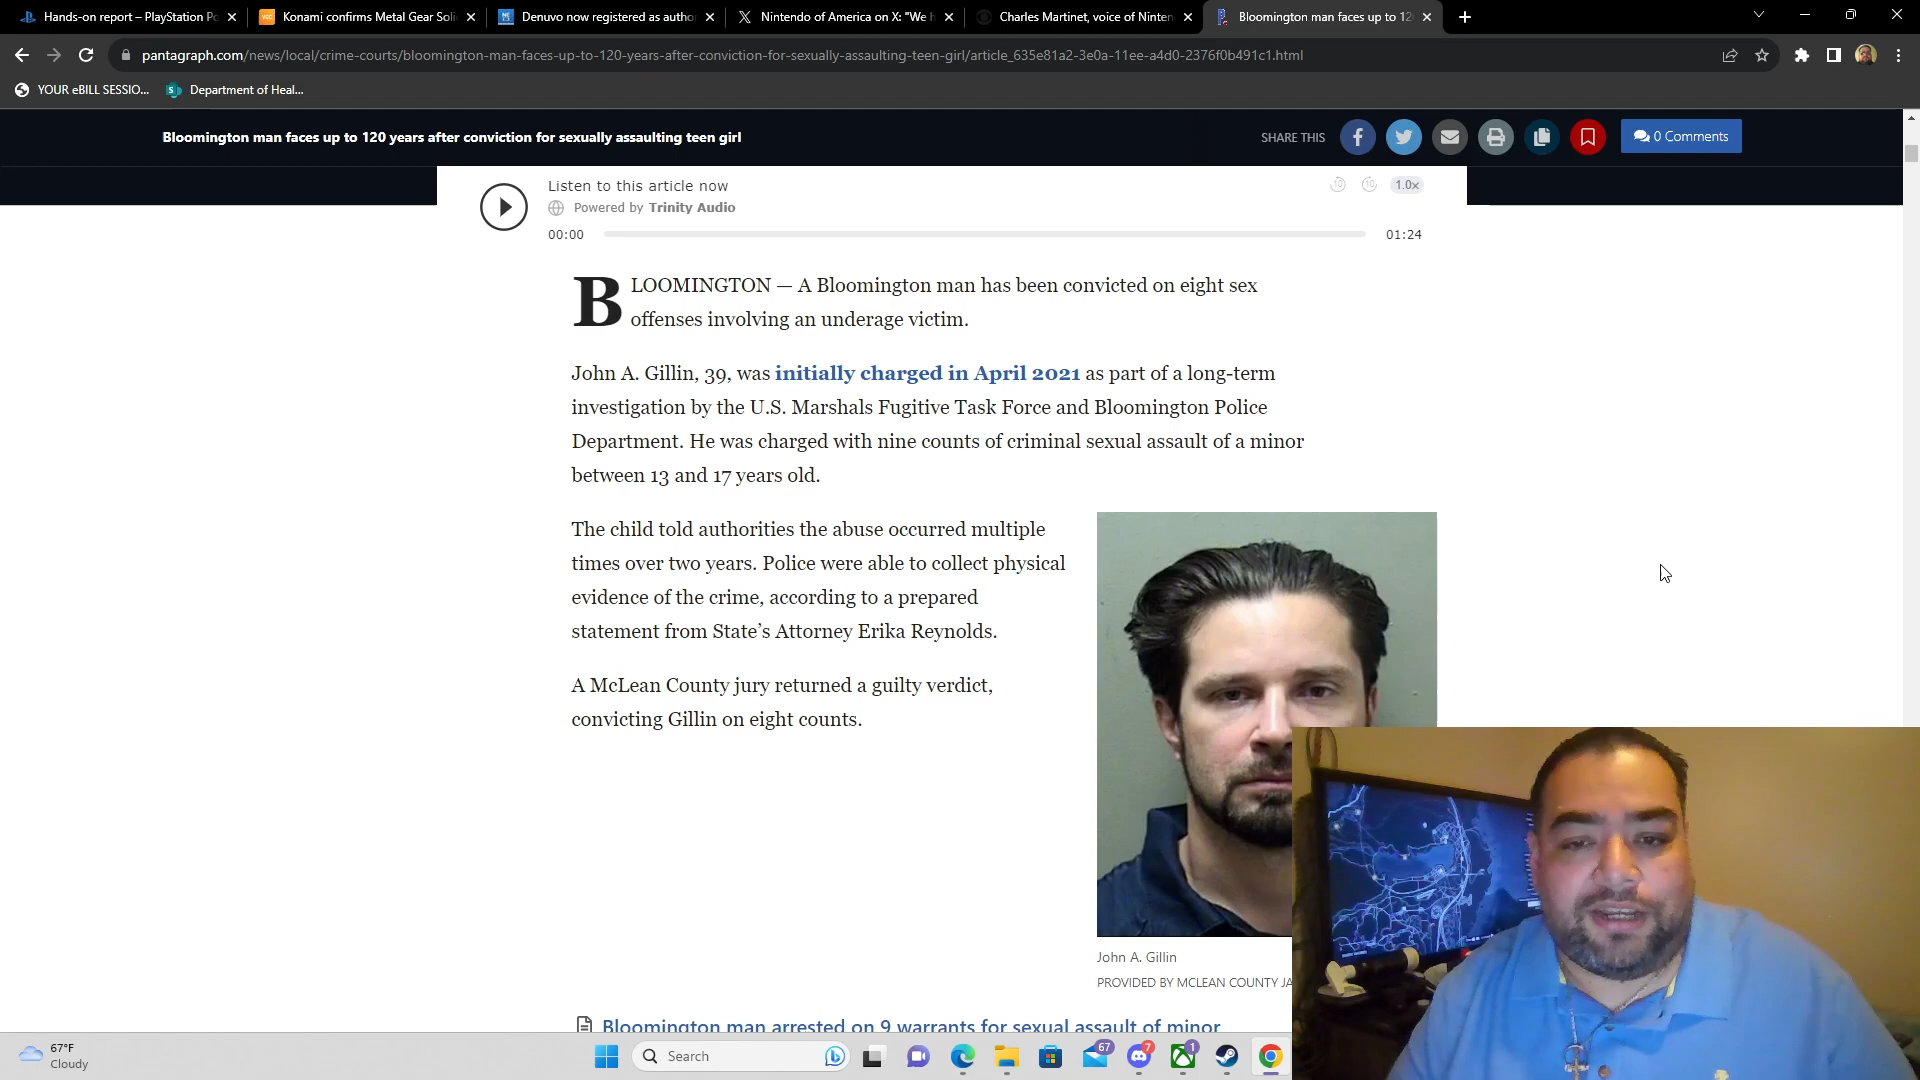 Hands-on report – PlayStation Po
Konami confirms Metal Gear Soli
Denuvo now registered as autho
Nintendo of America on X: "We h
Charles Martinet, voice of Ninten
Bloomington man faces up to 12
pantagraph.com/news/local/crime-courts/bloomington-man-faces-up-to-120-years-after-conviction-for-sexually-assaulting-teen-girl/article_635e81a2-3e0a-11ee-a4d0-2376f0b491c1.html
YOUR eBILL SESSIO...
Department of Heal...
Bloomington man faces up to 120 years after conviction for sexually assaulting teen girl
SHARE THIS
0 Comments
Listen to this article now
10
10
1.0x
Powered by Trinity Audio
00:00
01:24
BLOOMINGTON — A Bloomington man has been convicted on eight sex
offenses involving an underage victim.
John A. Gillin, 39, was initially charged in April 2021 as part of a long-term
investigation by the U.S. Marshals Fugitive Task Force and Bloomington Police
Department. He was charged with nine counts of criminal sexual assault of a minor
between 13 and 17 years old.
The child told authorities the abuse occurred multiple
times over two years. Police were able to collect physical
evidence of the crime, according to a prepared
statement from State's Attorney Erika Reynolds.
A McLean County jury returned a guilty verdict,
convicting Gillin on eight counts.
John A. Gillin
PROVIDED BY MCLEAN COUNTY JA
Bloomington man arrested on 9 warrants for sexual assault of minor
67°F
Cloudy
Search
67
7
1